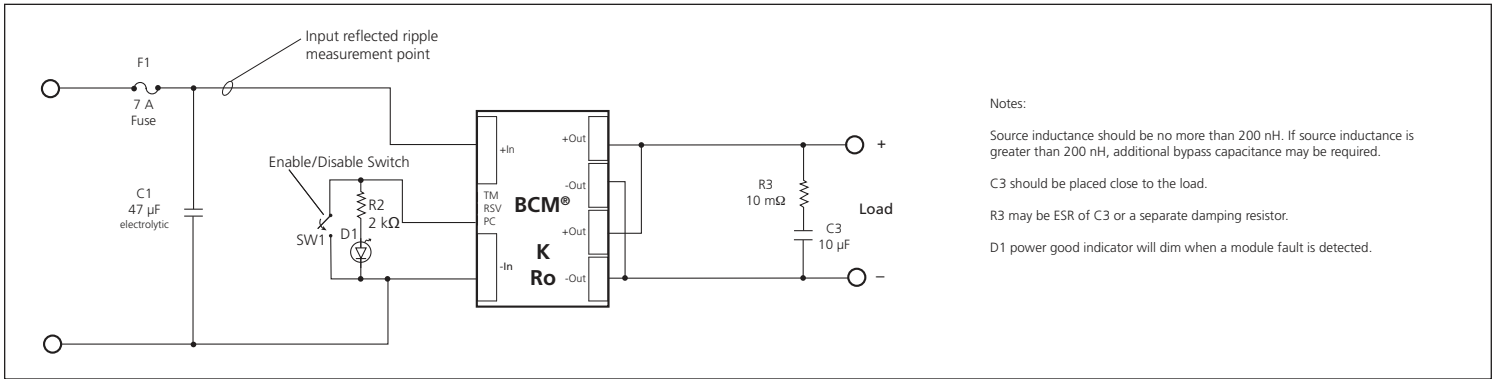 Input reflected ripple
measurement point
F1
7 A
Fuse
C1
47 µF
electrolytic
Enable/Disable Switch
SW1
R2
2 kΩ
D1
+In
TM
RSV
PC
-In
BCM®
K
Ro
+Out
-Out
+Out
-Out
R3
10 mΩ
C3
10 µF
+
Load
–
Notes:
Source inductance should be no more than 200 nH. If source inductance is
greater than 200 nH, additional bypass capacitance may be required.
C3 should be placed close to the load.
R3 may be ESR of C3 or a separate damping resistor.
D1 power good indicator will dim when a module fault is detected.